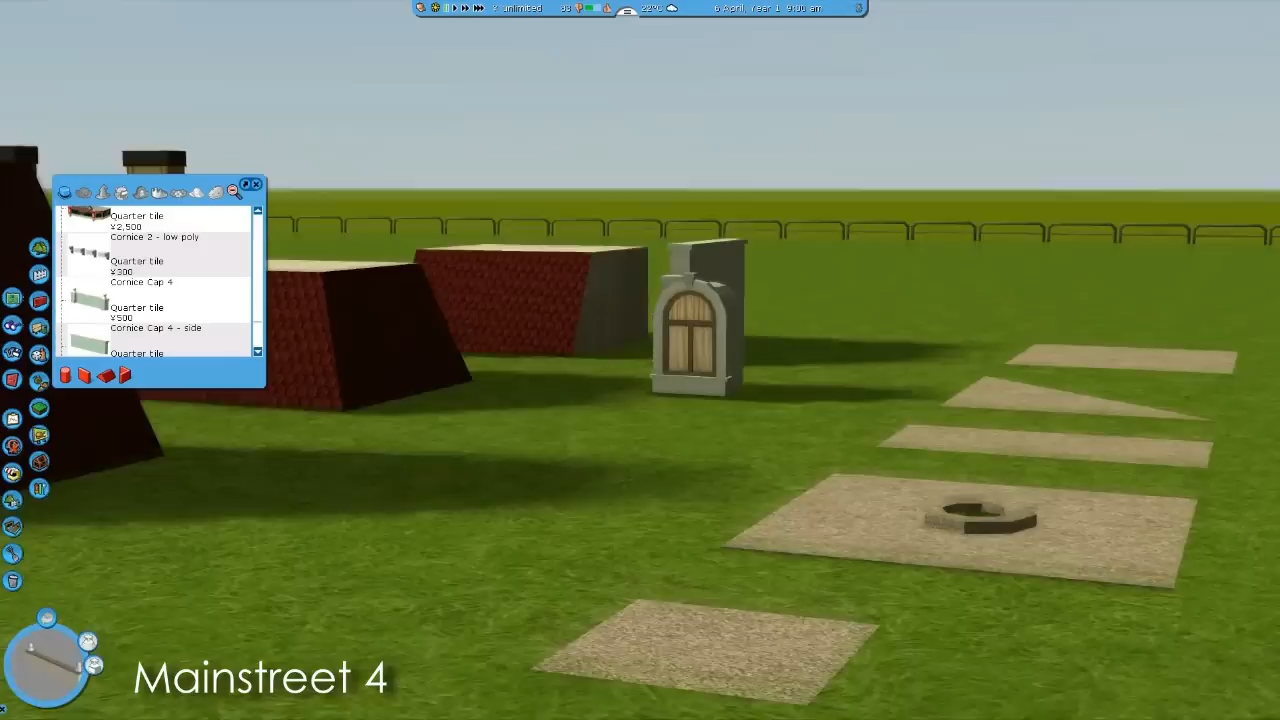 ¥ unlimited
22°C
6 April, Year 1
Quarter tile
¥2,500
Cornice 2 - low poly
Quarter tile
¥300
Cornice Cap 4
Quarter tile
¥500
Cornice Cap 4 - side
Quarter tile
Mainstreet 4